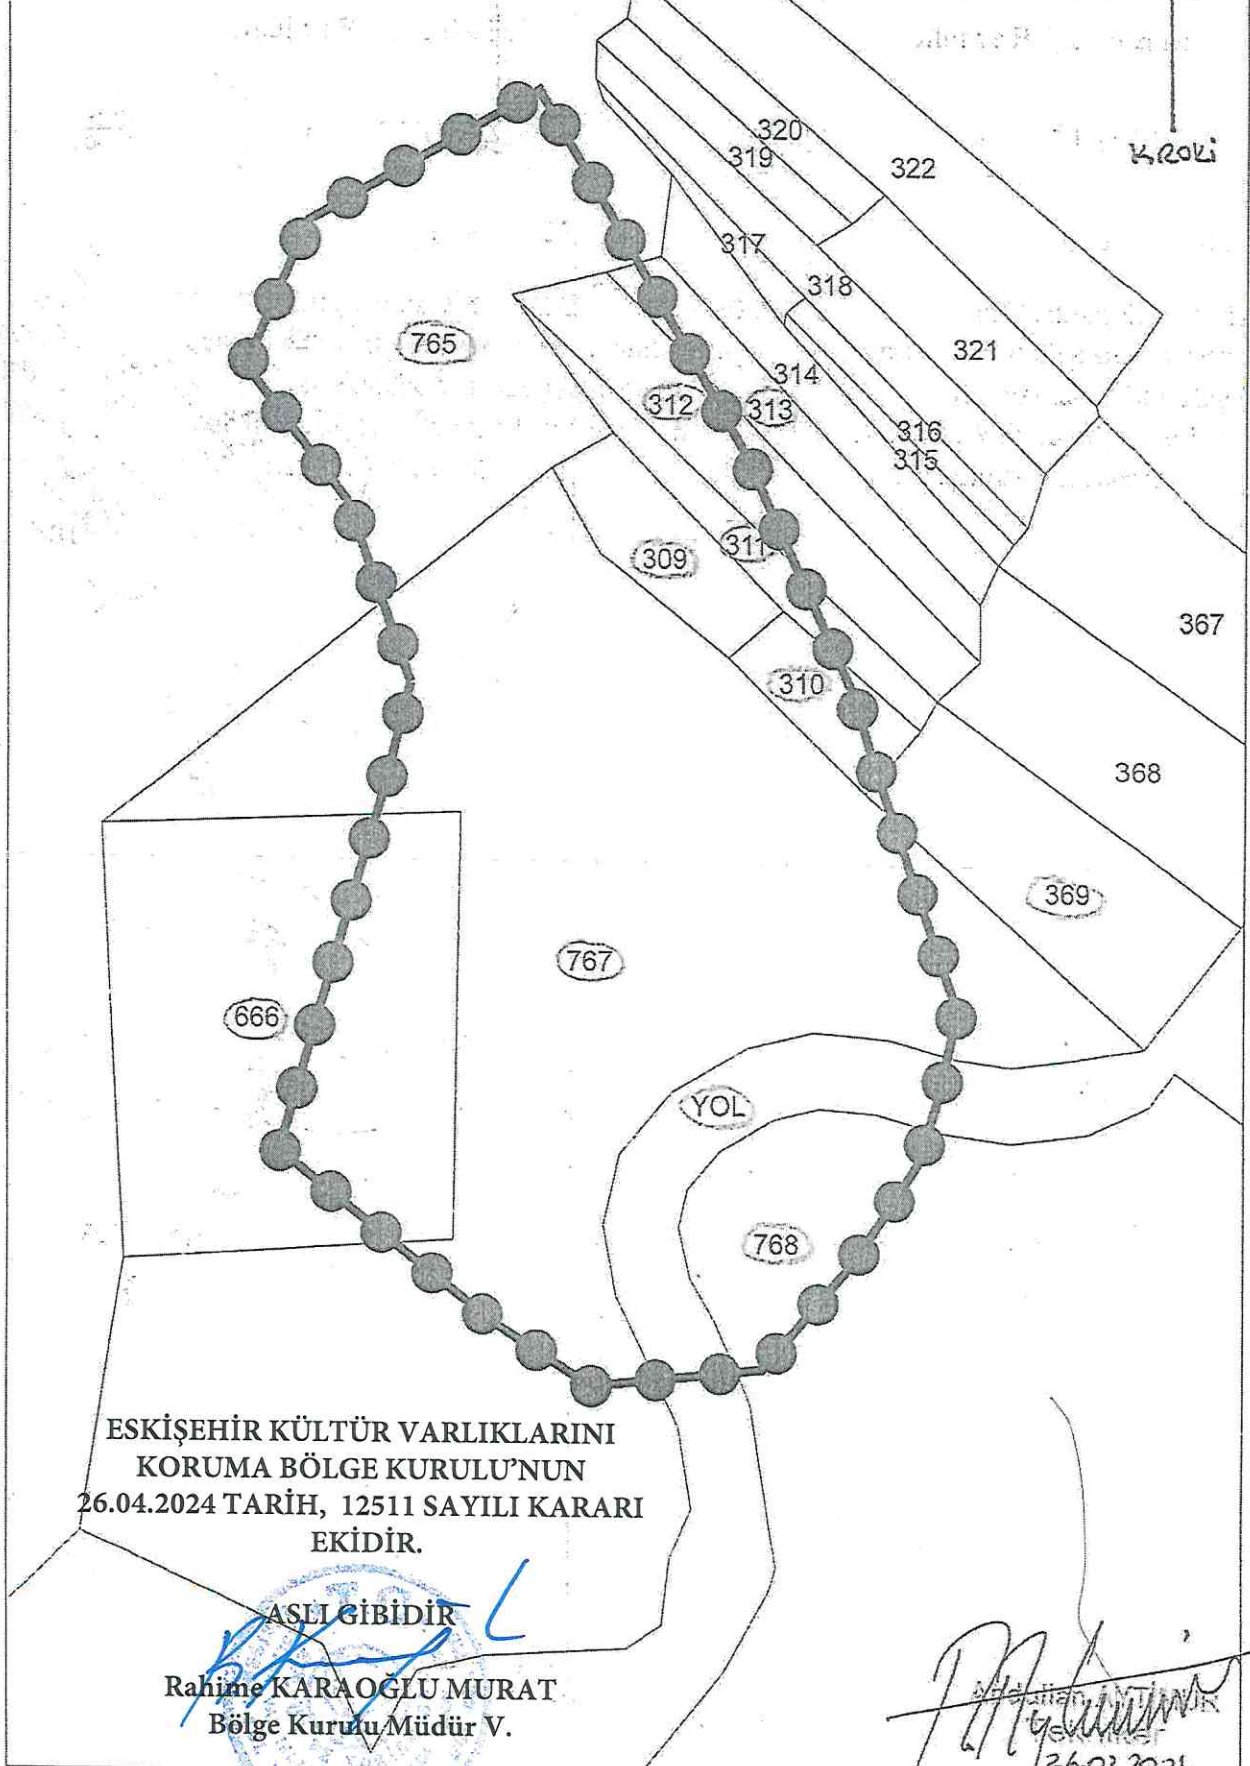 KROKİ
320
319
322
317
318
321
765
314
312
313
316
315
311
309
367
310
368
369
767
666
YOL
768
ESKİŞEHİR KÜLTÜR VARLIKLARINI
KORUMA BÖLGE KURULU’NUN
26.04.2024 TARİH, 12511 SAYILI KARARI
EKİDİR.
ASLI GİBİDİR
Rahime KARAOĞLU MURAT
Bölge Kurulu Müdür V.